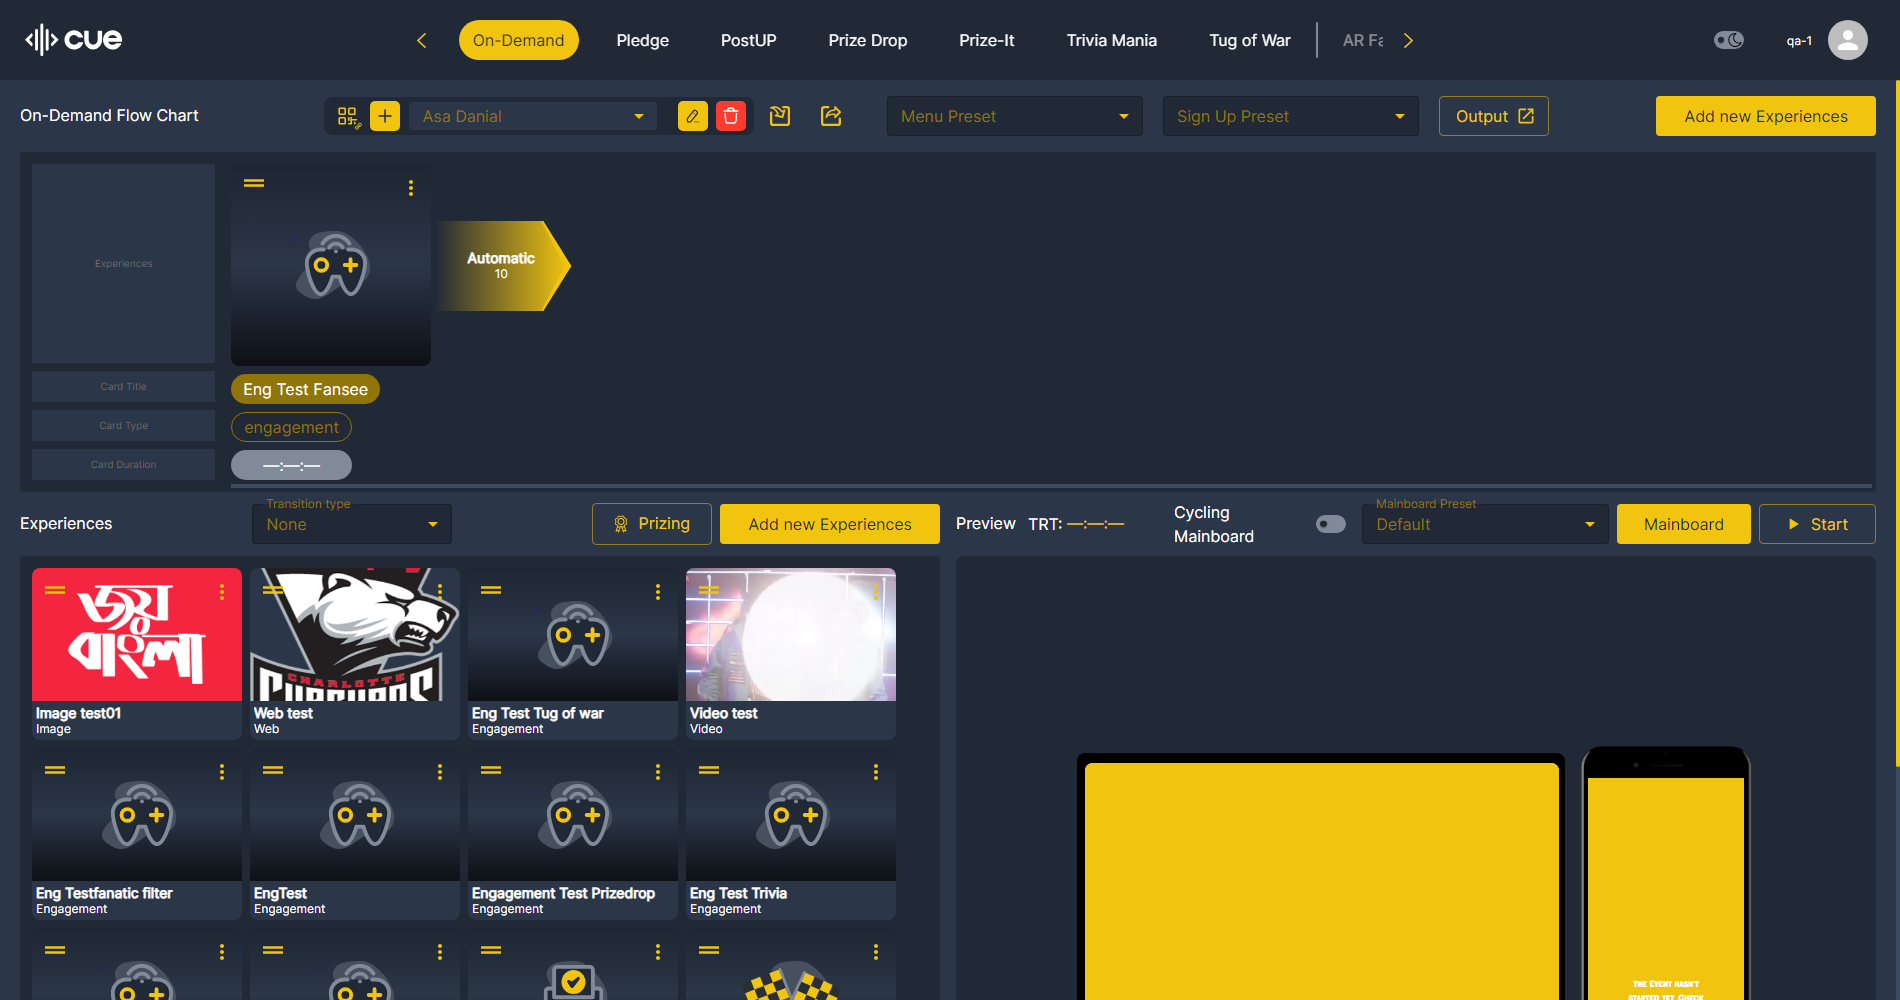 cue
On-Demand
Pledge
PostUP
Prize Drop
Prize-It
Trivia Mania
Tug of War
AR Fa
qa-1
On-Demand Flow Chart
Asa Danial
Menu Preset
Sign Up Preset
Output
Add new Experiences
Experiences
Automatic
10
Card Title
Eng Test Fansee
Card Type
engagement
Card Duration
—:—:—
Experiences
Transition type
None
Prizing
Add new Experiences
Preview
TRT: —:—:—
Cycling
Mainboard
Mainboard Preset
Default
Mainboard
Start
জয়
বাংলা
CHARLOTTE
Image test01
Image
Web test
Web
Eng Test Tug of war
Engagement
Video test
Video
Eng Testfanatic filter
Engagement
EngTest
Engagement
Engagement Test Prizedrop
Engagement
Eng Test Trivia
Engagement
The Event hasn't
started yet. Check